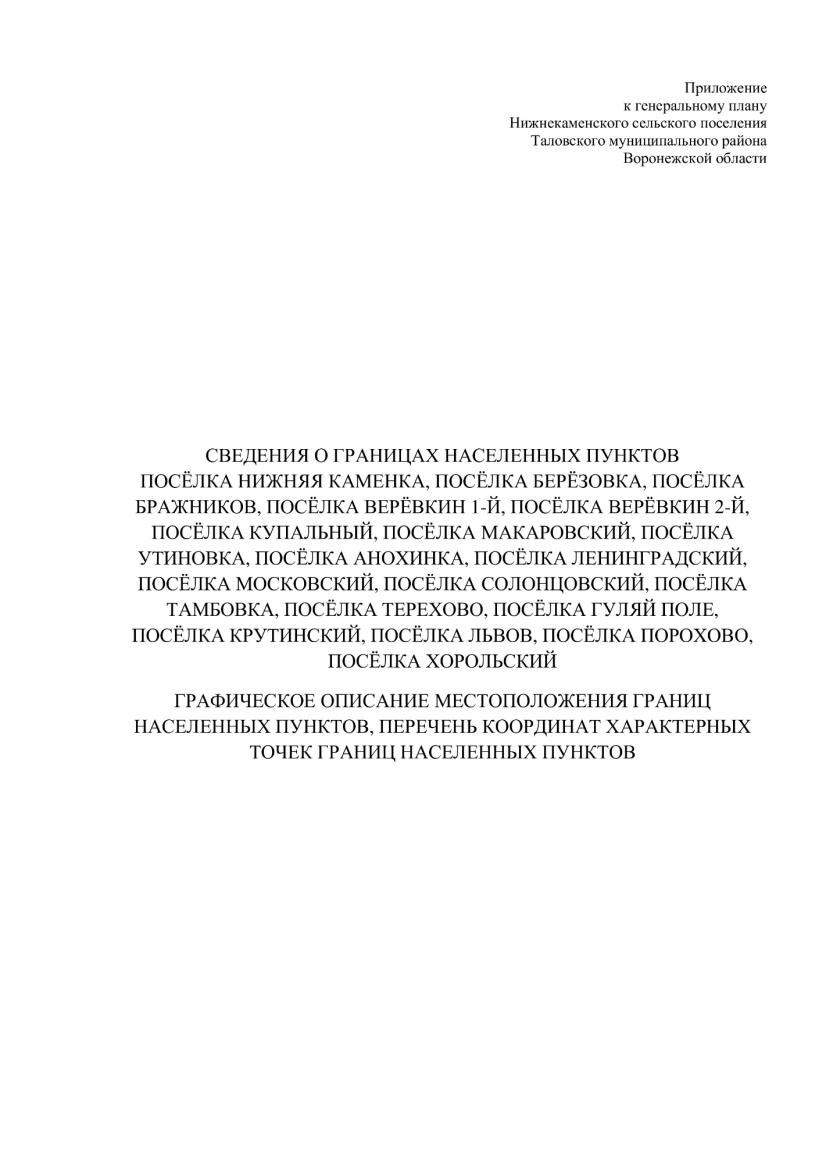 Приложение
к генеральному плану
Нижнекаменского сельского поселения
Таловского муниципального района
Воронежской области
СВЕДЕНИЯ О ГРАНИЦАХ НАСЕЛЕННЫХ ПУНКТОВ
ПОСЁЛКА НИЖНЯЯ КАМЕНКА, ПОСЁЛКА БЕРЁЗОВКА, ПОСЁЛКА
БРАЖНИКОВ, ПОСЁЛКА ВЕРЁВКИН 1-Й, ПОСЁЛКА ВЕРЁВКИН 2-Й,
ПОСЁЛКА КУПАЛЬНЫЙ, ПОСЁЛКА МАКАРОВСКИЙ, ПОСЁЛКА
УТИНОВКА, ПОСЁЛКА АНОХИНКА, ПОСЁЛКА ЛЕНИНГРАДСКИЙ,
ПОСЁЛКА МОСКОВСКИЙ, ПОСЁЛКА СОЛОНЦОВСКИЙ, ПОСЁЛКА
ТАМБОВКА, ПОСЁЛКА ТЕРЕХОВО, ПОСЁЛКА ГУЛЯЙ ПОЛЕ,
ПОСЁЛКА КРУТИНСКИЙ, ПОСЁЛКА ЛЬВОВ, ПОСЁЛКА ПОРОХОВО,
ПОСЁЛКА ХОРОЛЬСКИЙ
ГРАФИЧЕСКОЕ ОПИСАНИЕ МЕСТОПОЛОЖЕНИЯ ГРАНИЦ
НАСЕЛЕННЫХ ПУНКТОВ, ПЕРЕЧЕНЬ КООРДИНАТ ХАРАКТЕРНЫХ
ТОЧЕК ГРАНИЦ НАСЕЛЕННЫХ ПУНКТОВ